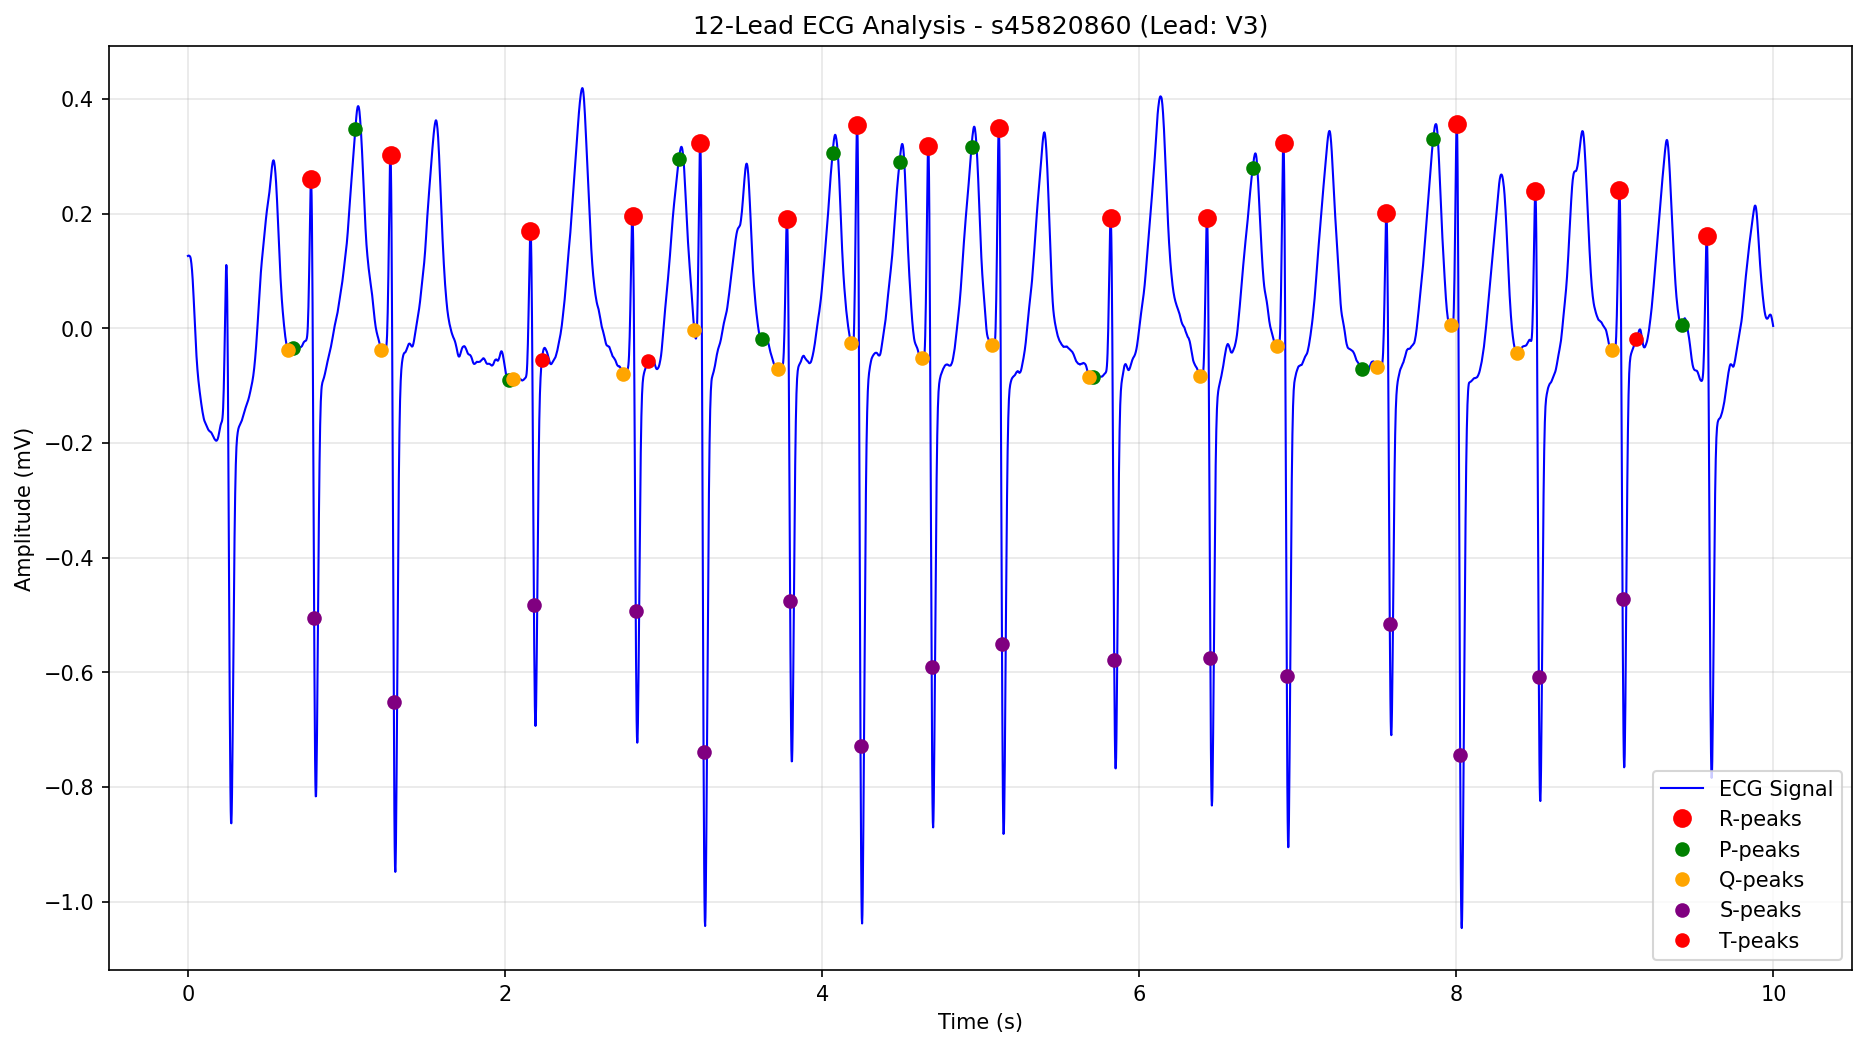 12-Lead ECG Analysis - s45820860 (Lead: V3)
Amplitude (mV)
0.4
0.2
0.0
−0.2
−0.4
−0.6
−0.8
−1.0
0 2 4 6 8 10
Time (s)
ECG Signal
R-peaks
P-peaks
Q-peaks
S-peaks
T-peaks